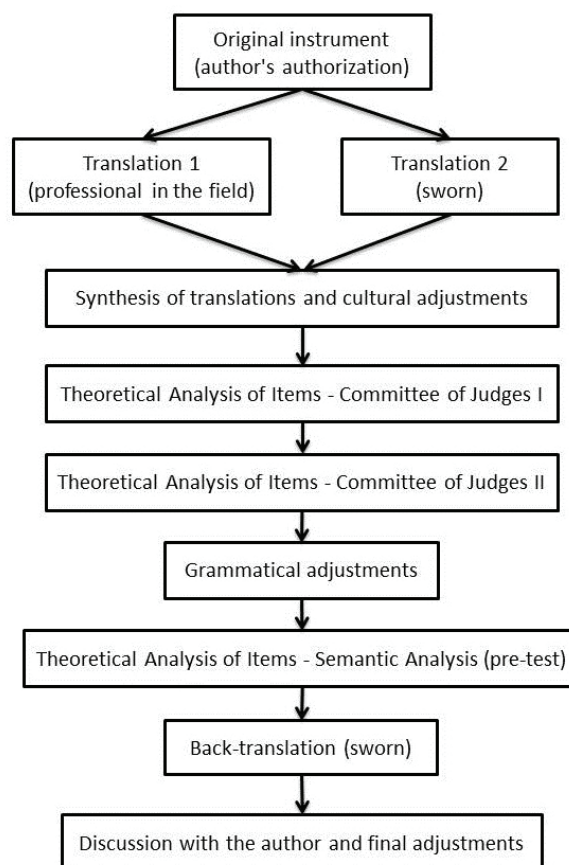 Original instrument
(author's authorization)
Translation 1
(professional in the field)
Translation 2
(sworn)
Synthesis of translations and cultural adjustments
Theoretical Analysis of Items - Committee of Judges I
Theoretical Analysis of Items - Committee of Judges II
Grammatical adjustments
Theoretical Analysis of Items - Semantic Analysis (pre-test)
Back-translation (sworn)
Discussion with the author and final adjustments